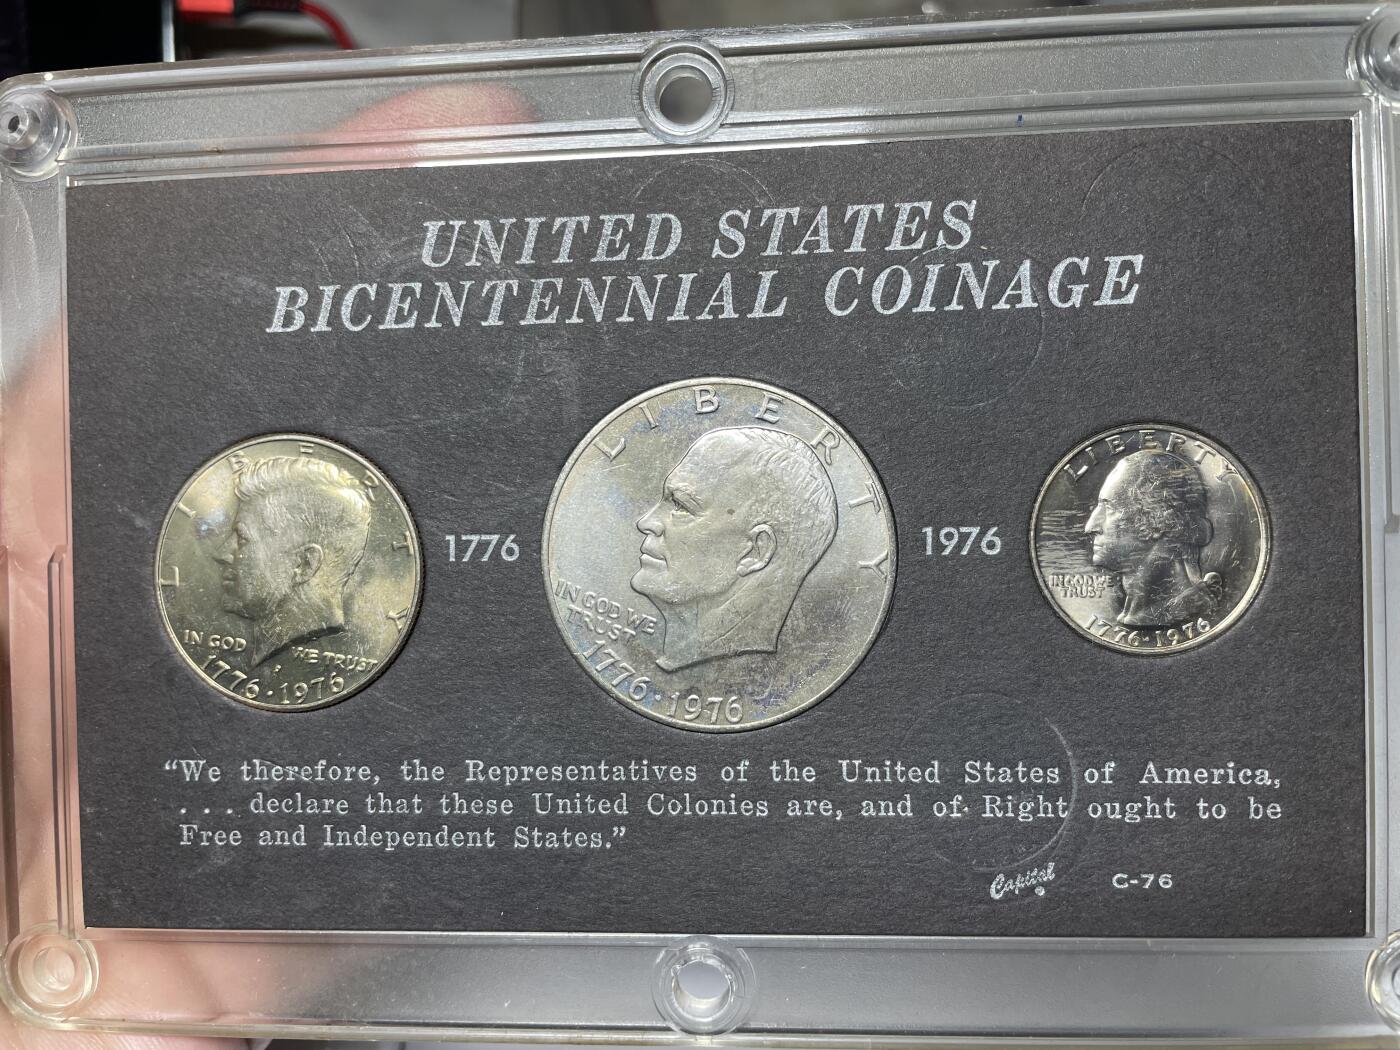 UNITED STATES
BICENTENNIAL COINAGE
LIBERTY
IN GOD WE TRUST
1776·1976
1776
LIBERTY
IN GOD WE
TRUST
1776·1976
1976
LIBERTY
IN GOD WE
TRUST
1776·1976
“We therefore, the Representatives of the United States of America,
. . . declare that these United Colonies are, and of Right ought to be
Free and Independent States.”
Capital C-76